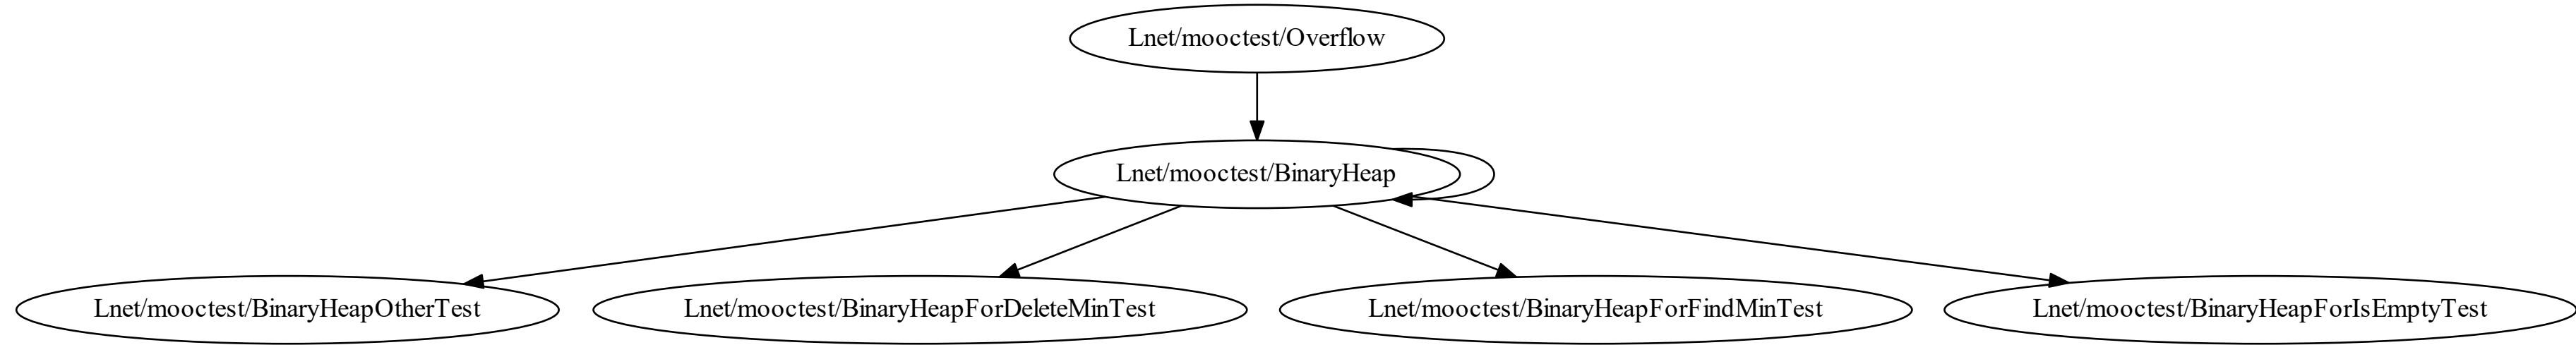 Lnet/mooctest/Overflow
Lnet/mooctest/BinaryHeap
Lnet/mooctest/BinaryHeapOtherTest
Lnet/mooctest/BinaryHeapForDeleteMinTest
Lnet/mooctest/BinaryHeapForFindMinTest
Lnet/mooctest/BinaryHeapForIsEmptyTest